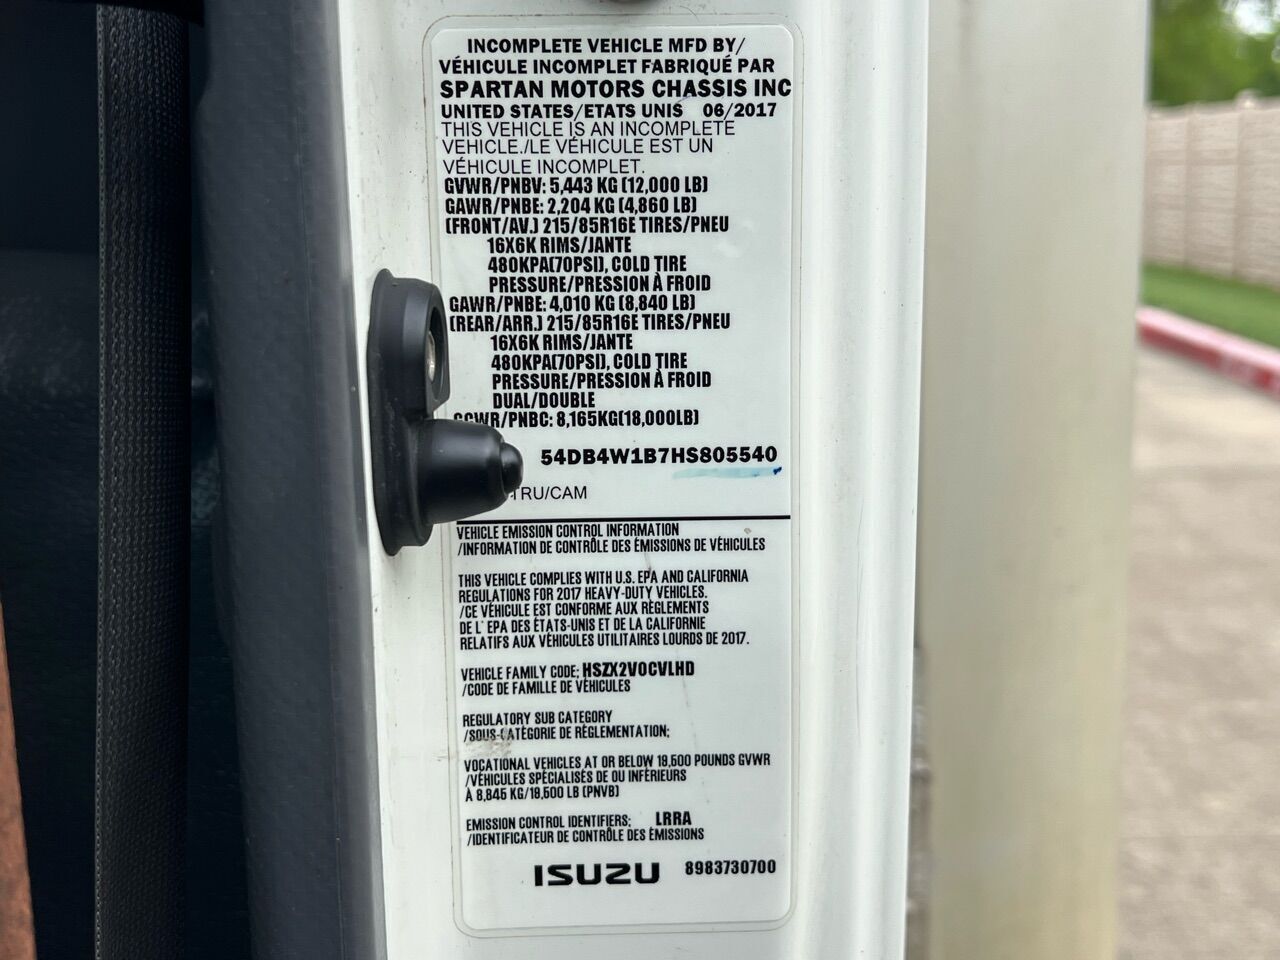 INCOMPLETE VEHICLE MFD BY/
VÉHICULE INCOMPLET FABRIQUÉ PAR
SPARTAN MOTORS CHASSIS INC
UNITED STATES/ETATS UNIS 06/2017
THIS VEHICLE IS AN INCOMPLETE
VEHICLE./LE VÉHICULE EST UN
VÉHICULE INCOMPLET.
GVWR/PNBV: 5,443 KG (12,000 LB)
GAWR/PNBE: 2,204 KG (4,860 LB)
(FRONT/AV.) 215/85R16E TIRES/PNEU
16X6K RIMS/JANTE
480KPA(70PSI), COLD TIRE
PRESSURE/PRESSION À FROID
GAWR/PNBE: 4,010 KG (8,840 LB)
(REAR/ARR.) 215/85R16E TIRES/PNEU
16X6K RIMS/JANTE
480KPA(70PSI), COLD TIRE
PRESSURE/PRESSION À FROID
DUAL/DOUBLE
GCWR/PNBC: 8,165KG(18,000LB)
54DB4W1B7HS805540
TRU/CAM
VEHICLE EMISSION CONTROL INFORMATION
/INFORMATION DE CONTRÔLE DES ÉMISSIONS DE VÉHICULES
THIS VEHICLE COMPLIES WITH U.S. EPA AND CALIFORNIA
REGULATIONS FOR 2017 HEAVY-DUTY VEHICLES.
/CE VÉHICULE EST CONFORME AUX RÈGLEMENTS
DE L' EPA DES ÉTATS-UNIS ET DE LA CALIFORNIE
RELATIFS AUX VÉHICULES UTILITAIRES LOURDS DE 2017.
VEHICLE FAMILY CODE: HSZX2VOCVLHD
/CODE DE FAMILLE DE VÉHICULES
REGULATORY SUB CATEGORY
/SOUS-CATÉGORIE DE RÉGLEMENTATION:
VOCATIONAL VEHICLES AT OR BELOW 19,500 POUNDS GVWR
/VÉHICULES SPÉCIALISÉS DE OU INFÉRIEURS
À 8,845 KG/19,500 LB (PNVB)
EMISSION CONTROL IDENTIFIERS: LRRA
/IDENTIFICATEUR DE CONTRÔLE DES ÉMISSIONS
ISUZU 8983730700